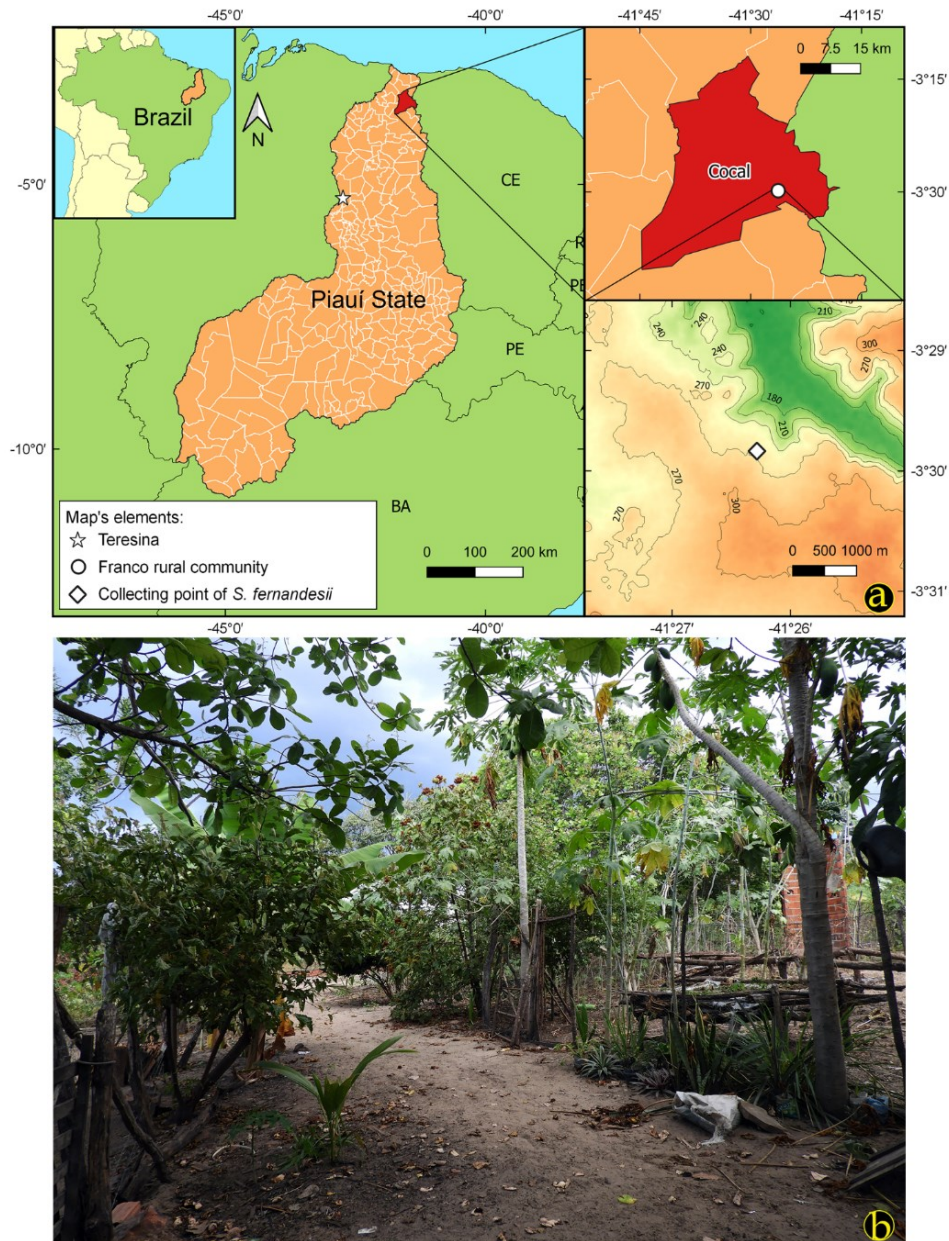 -45°0'
-40°0'
-41°45'
-41°30'
-41°15'
Brazil
N
-5°0'
-10°0'
CE
R
PB
PE
BA
Piauí State
Map's elements:
Teresina
Franco rural community
Collecting point of S. fernandesii
0 100 200 km
0 7.5 15 km
Cocal
-3°15'
-3°30'
240
240
240
270
210
180
210
300
270
270
270
300
-3°29'
-3°30'
-3°31'
0 500 1000 m
a
-45°0'
-40°0'
-41°27'
-41°26'
b